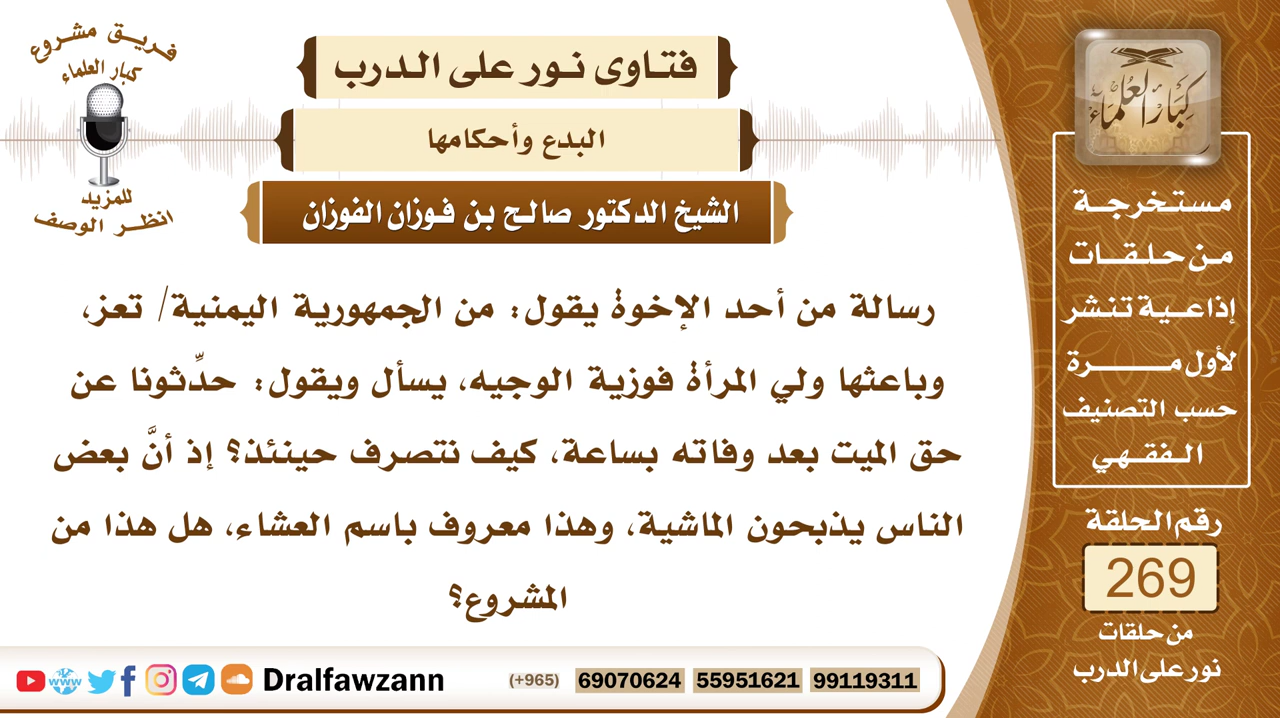 فريق مشروع
كبار العلماء
للمزيد
انظر الوصف
فتاوى نور على الدرب
البدع وأحكامها
الشيخ الدكتور صالح بن فوزان الفوزان
رسالة من أحد الإخوة يقول: من الجمهورية اليمنية/ تعز،
وباعثها ولي المرأة فوزية الوجيه، يسأل ويقول: حدِّثونا عن
حق الميت بعد وفاته بساعة، كيف نتصرف حينئذ؟ إذ أنَّ بعض
الناس يذبحون الماشية، وهذا معروف باسم العشاء، هل هذا من
المشروع؟
كِبَارُ العُلَمَاء
مستخرجة
من حلقات
إذاعية تنشر
لأول مرة
حسب التصنيف
الفقهي
رقم الحلقة
269
من حلقات
نور على الدرب
www
Dralfawzann
(+965) 69070624 55951621 99119311